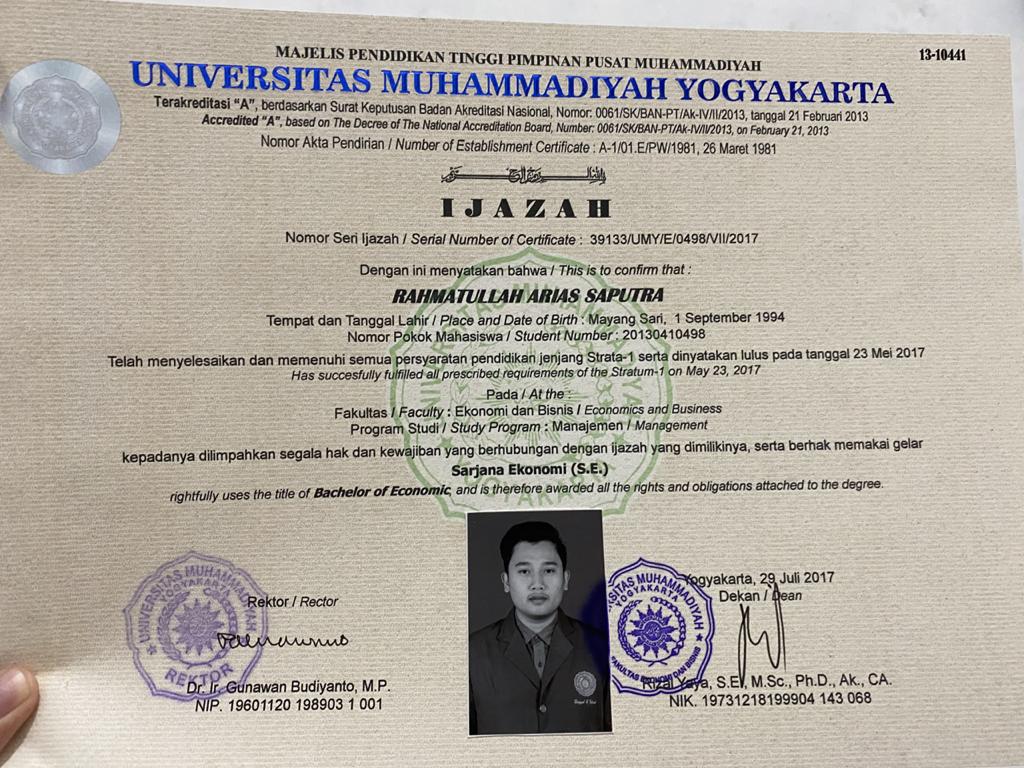 13-10441
MAJELIS PENDIDIKAN TINGGI PIMPINAN PUSAT MUHAMMADIYAH
UNIVERSITAS MUHAMMADIYAH YOGYAKARTA
Terakreditasi “A”, berdasarkan Surat Keputusan Badan Akreditasi Nasional, Nomor: 0061/SK/BAN-PT/Ak-IV/II/2013, tanggal 21 Februari 2013
Accredited “A”, based on The Decree of The National Accreditation Board, Number: 0061/SK/BAN-PT/Ak-IV/II/2013, on February 21, 2013
Nomor Akta Pendirian / Number of Establishment Certificate : A-1/01.E/PW/1981, 26 Maret 1981
IJAZAH
Nomor Seri Ijazah / Serial Number of Certificate : 39133/UMY/E/0498/VII/2017
Dengan ini menyatakan bahwa / This is to confirm that :
RAHMATULLAH ARIAS SAPUTRA
Tempat dan Tanggal Lahir / Place and Date of Birth : Mayang Sari, 1 September 1994
Nomor Pokok Mahasiswa / Student Number : 20130410498
Telah menyelesaikan dan memenuhi semua persyaratan pendidikan jenjang Strata-1 serta dinyatakan lulus pada tanggal 23 Mei 2017
Has succesfully fulfilled all prescribed requirements of the Stratum-1 on May 23, 2017
Pada / At the :
Fakultas / Faculty : Ekonomi dan Bisnis / Economics and Business
Program Studi / Study Program : Manajemen / Management
kepadanya dilimpahkan segala hak dan kewajiban yang berhubungan dengan ijazah yang dimilikinya, serta berhak memakai gelar
Sarjana Ekonomi (S.E.)
rightfully uses the title of Bachelor of Economic, and is therefore awarded all the rights and obligations attached to the degree.
UNIVERSITAS MUHAMMADIYAH
YOGYAKARTA
REKTOR
Rektor / Rector
Dr. Ir. Gunawan Budiyanto, M.P.
NIP. 19601120 198903 1 001
UNIVERSITAS MUHAMMADIYAH
YOGYAKARTA
FAKULTAS EKONOMI DAN BISNIS
Yogyakarta, 29 Juli 2017
Dekan / Dean
Rizal Yaya, S.E., M.Sc., Ph.D., Ak., CA.
NIK. 19731218199904 143 068